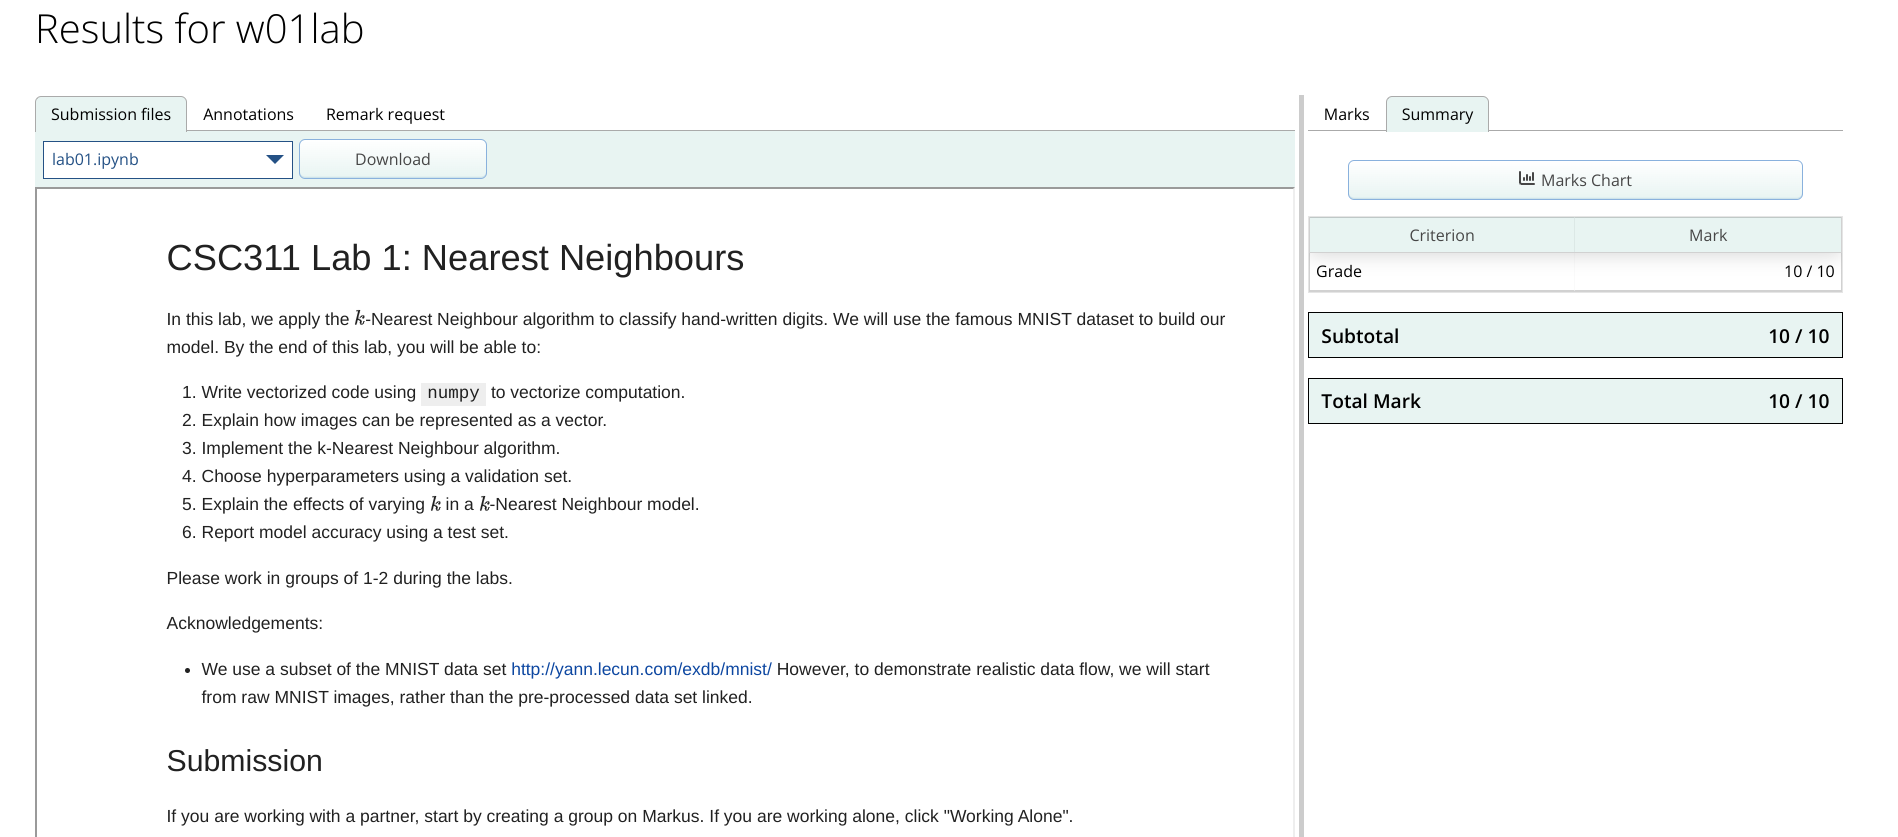 Results for w01lab
Submission files
Annotations
Remark request
lab01.ipynb
Download
CSC311 Lab 1: Nearest Neighbours
In this lab, we apply the k-Nearest Neighbour algorithm to classify hand-written digits. We will use the famous MNIST dataset to build our
model. By the end of this lab, you will be able to:
1. Write vectorized code using numpy to vectorize computation.
2. Explain how images can be represented as a vector.
3. Implement the k-Nearest Neighbour algorithm.
4. Choose hyperparameters using a validation set.
5. Explain the effects of varying k in a k-Nearest Neighbour model.
6. Report model accuracy using a test set.
Please work in groups of 1-2 during the labs.
Acknowledgements:
• We use a subset of the MNIST data set http://yann.lecun.com/exdb/mnist/ However, to demonstrate realistic data flow, we will start
from raw MNIST images, rather than the pre-processed data set linked.
Submission
If you are working with a partner, start by creating a group on Markus. If you are working alone, click "Working Alone".
Marks
Summary
Marks Chart
Criterion Mark
Grade 10 / 10
Subtotal 10 / 10
Total Mark 10 / 10